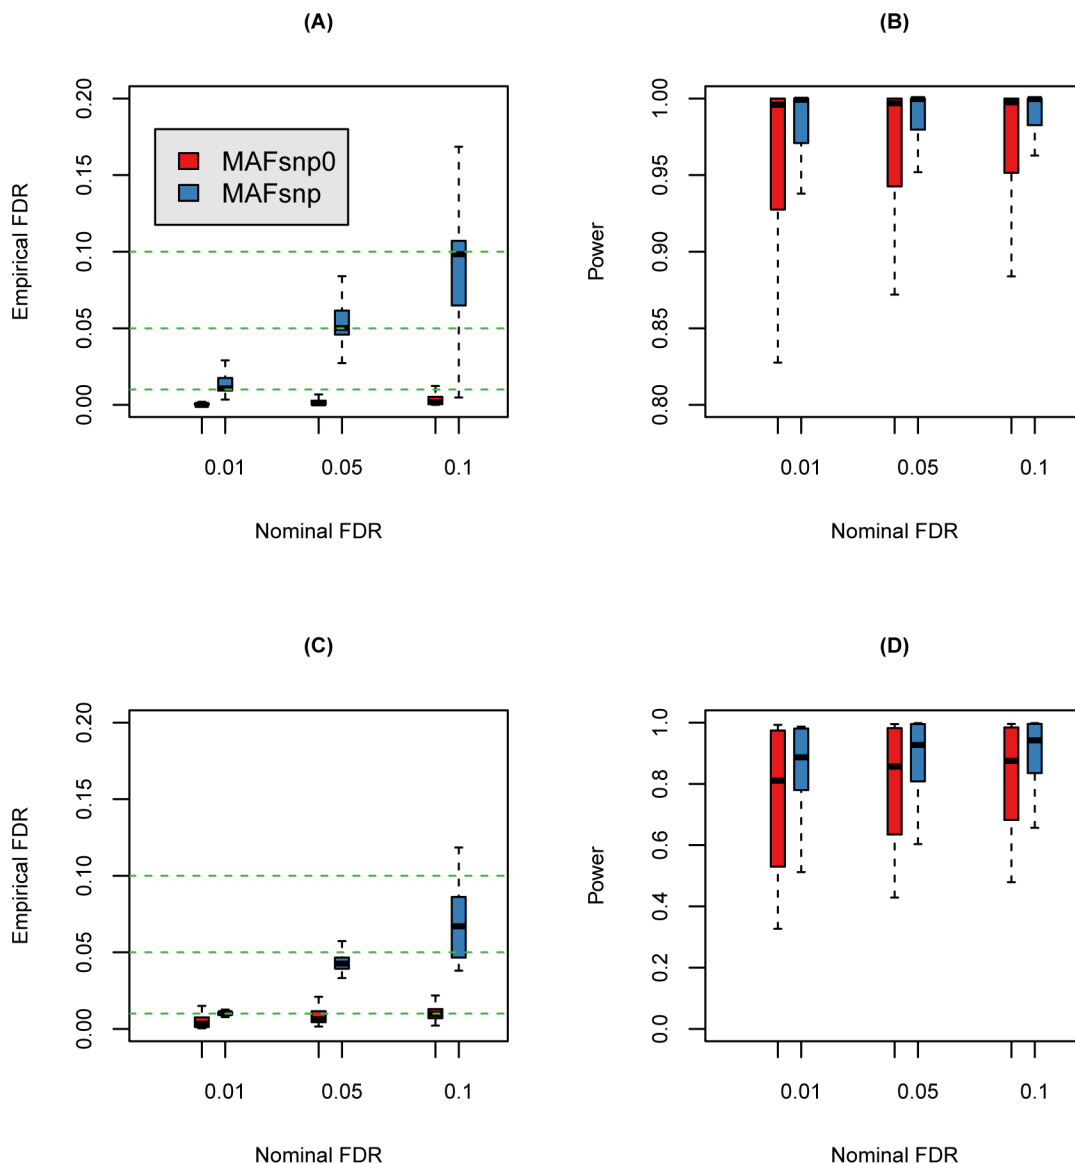 (A)
Empirical FDR
0.00 0.05 0.10 0.15 0.20
MAFsnp0
MAFsnp
0.01 0.05 0.1
Nominal FDR
(B)
Power
0.80 0.85 0.90 0.95 1.00
0.01 0.05 0.1
Nominal FDR
(C)
Empirical FDR
0.00 0.05 0.10 0.15 0.20
0.01 0.05 0.1
Nominal FDR
(D)
Power
0.0 0.2 0.4 0.6 0.8 1.0
0.01 0.05 0.1
Nominal FDR